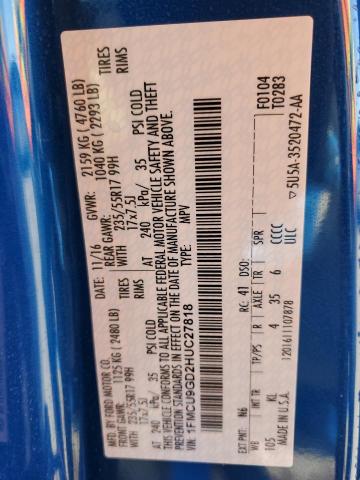 MFD. BY FORD MOTOR CO.
11/16 GVWR: 2159 KG (4760 LB)
FRONT GAWR: 1125 KG (2480 LB)
REAR GAWR: 1040 KG (2293 LB)
WITH 235/55R17 99H TIRES
WITH 235/55R17 99H TIRES
17x7.5J RIMS
17x7.5J RIMS
AT 240 kPa/ 35 PSI COLD
AT 240 kPa/ 35 PSI COLD
THIS VEHICLE CONFORMS TO ALL APPLICABLE FEDERAL MOTOR VEHICLE SAFETY AND THEFT
PREVENTION STANDARDS IN EFFECT ON THE DATE OF MANUFACTURE SHOWN ABOVE.
VIN: 1FMCU9GD2HUC27818
TYPE: MPV
F0104
T0283
EXT PNT: N6 RC: 41 DSO:
WB INT TR TP/PS R AXLE TR SPR
105 KL 4 35 6 CCCC
MADE IN U.S.A. ULC
1201611107878
5U5A-3520472-AA